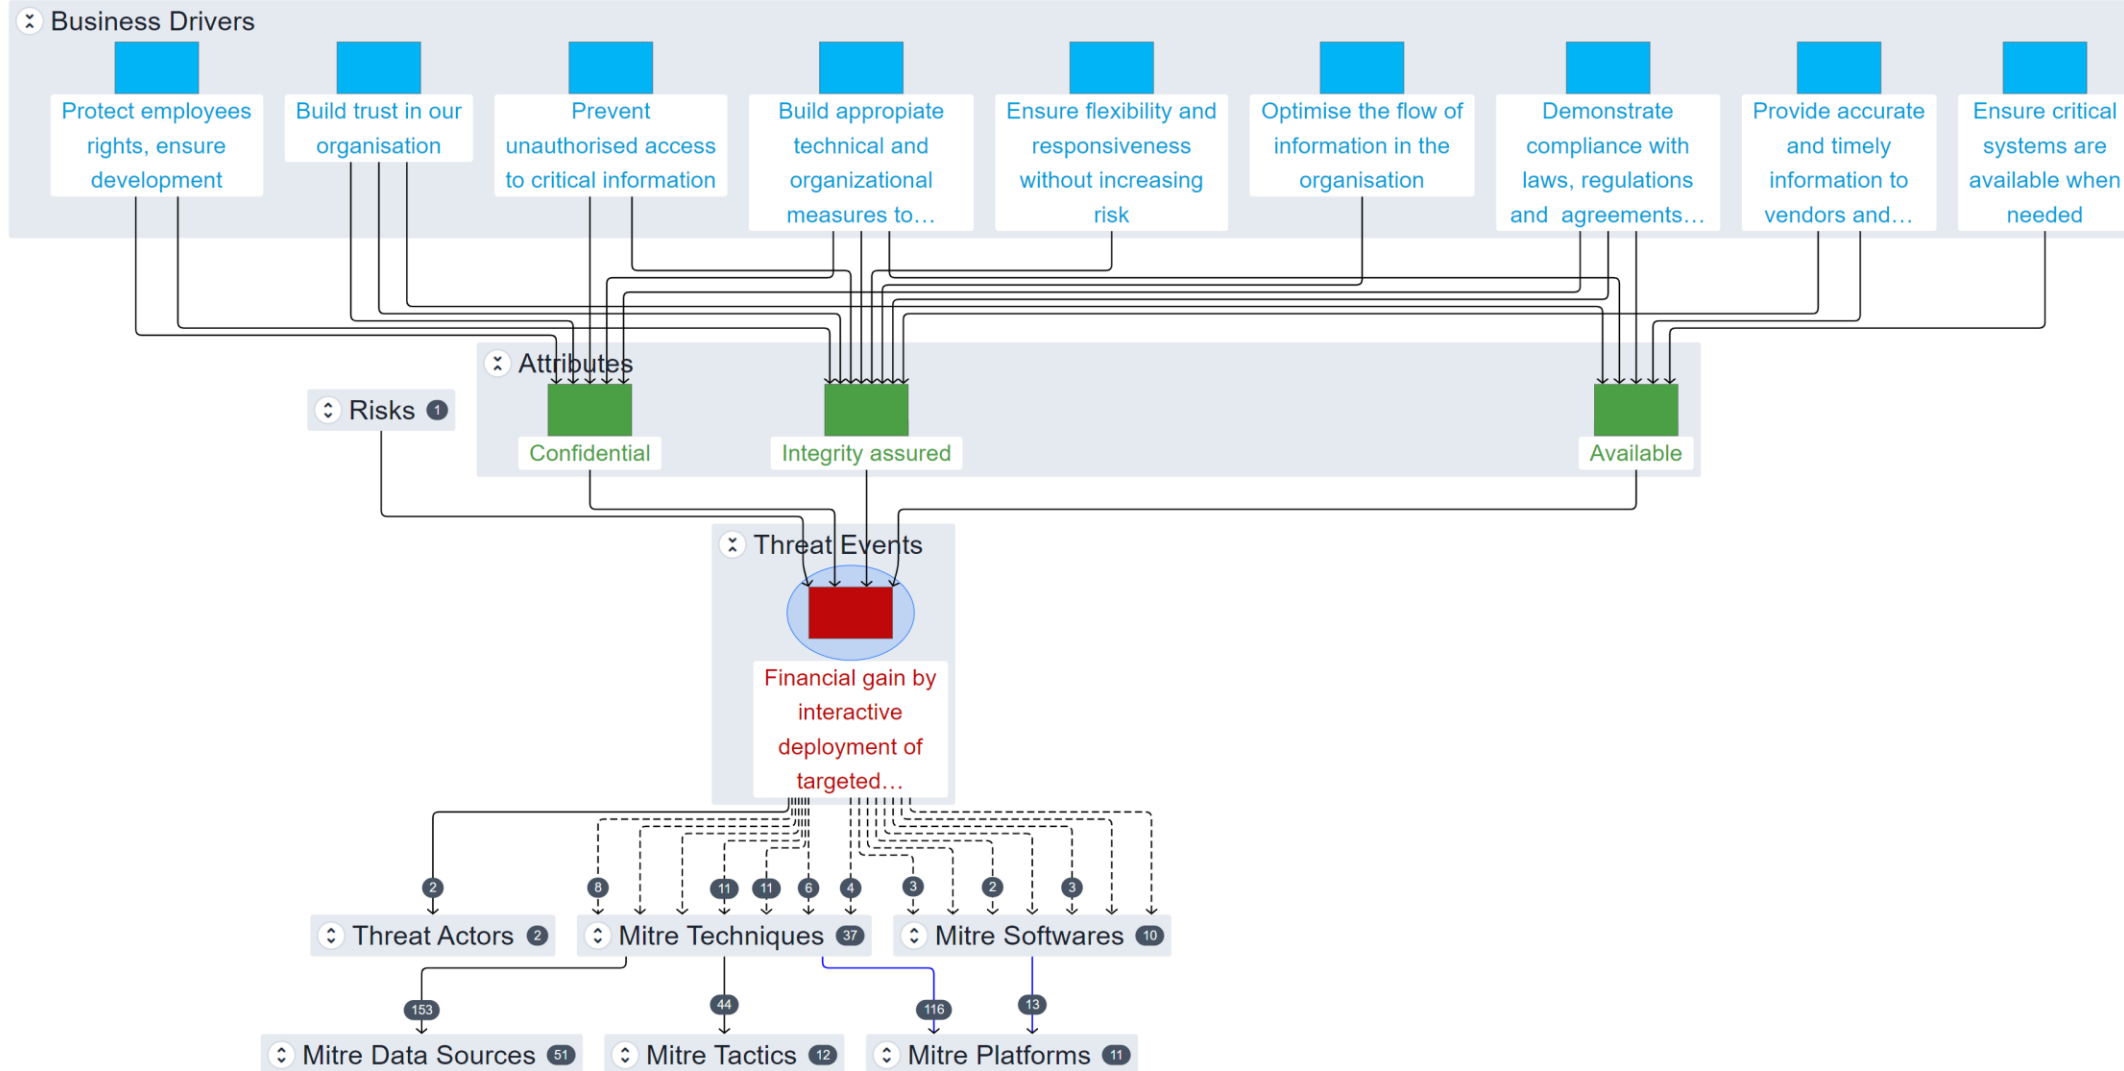 Business Drivers
Protect employees
rights, ensure
development
Build trust in our
organisation
Prevent
unauthorised access
to critical information
Build appropiate
technical and
organizational
measures to...
Ensure flexibility and
responsiveness
without increasing
risk
Optimise the flow of
information in the
organisation
Demonstrate
compliance with
laws, regulations
and agreements...
Provide accurate
and timely
information to
vendors and...
Ensure critical
systems are
available when
needed
Attributes
Risks 1
Confidential
Integrity assured
Available
Threat Events
Financial gain by
interactive
deployment of
targeted...
2
8
11
11
6
4
3
2
3
Threat Actors 2
Mitre Techniques 37
Mitre Softwares 10
153
44
116
13
Mitre Data Sources 51
Mitre Tactics 12
Mitre Platforms 11